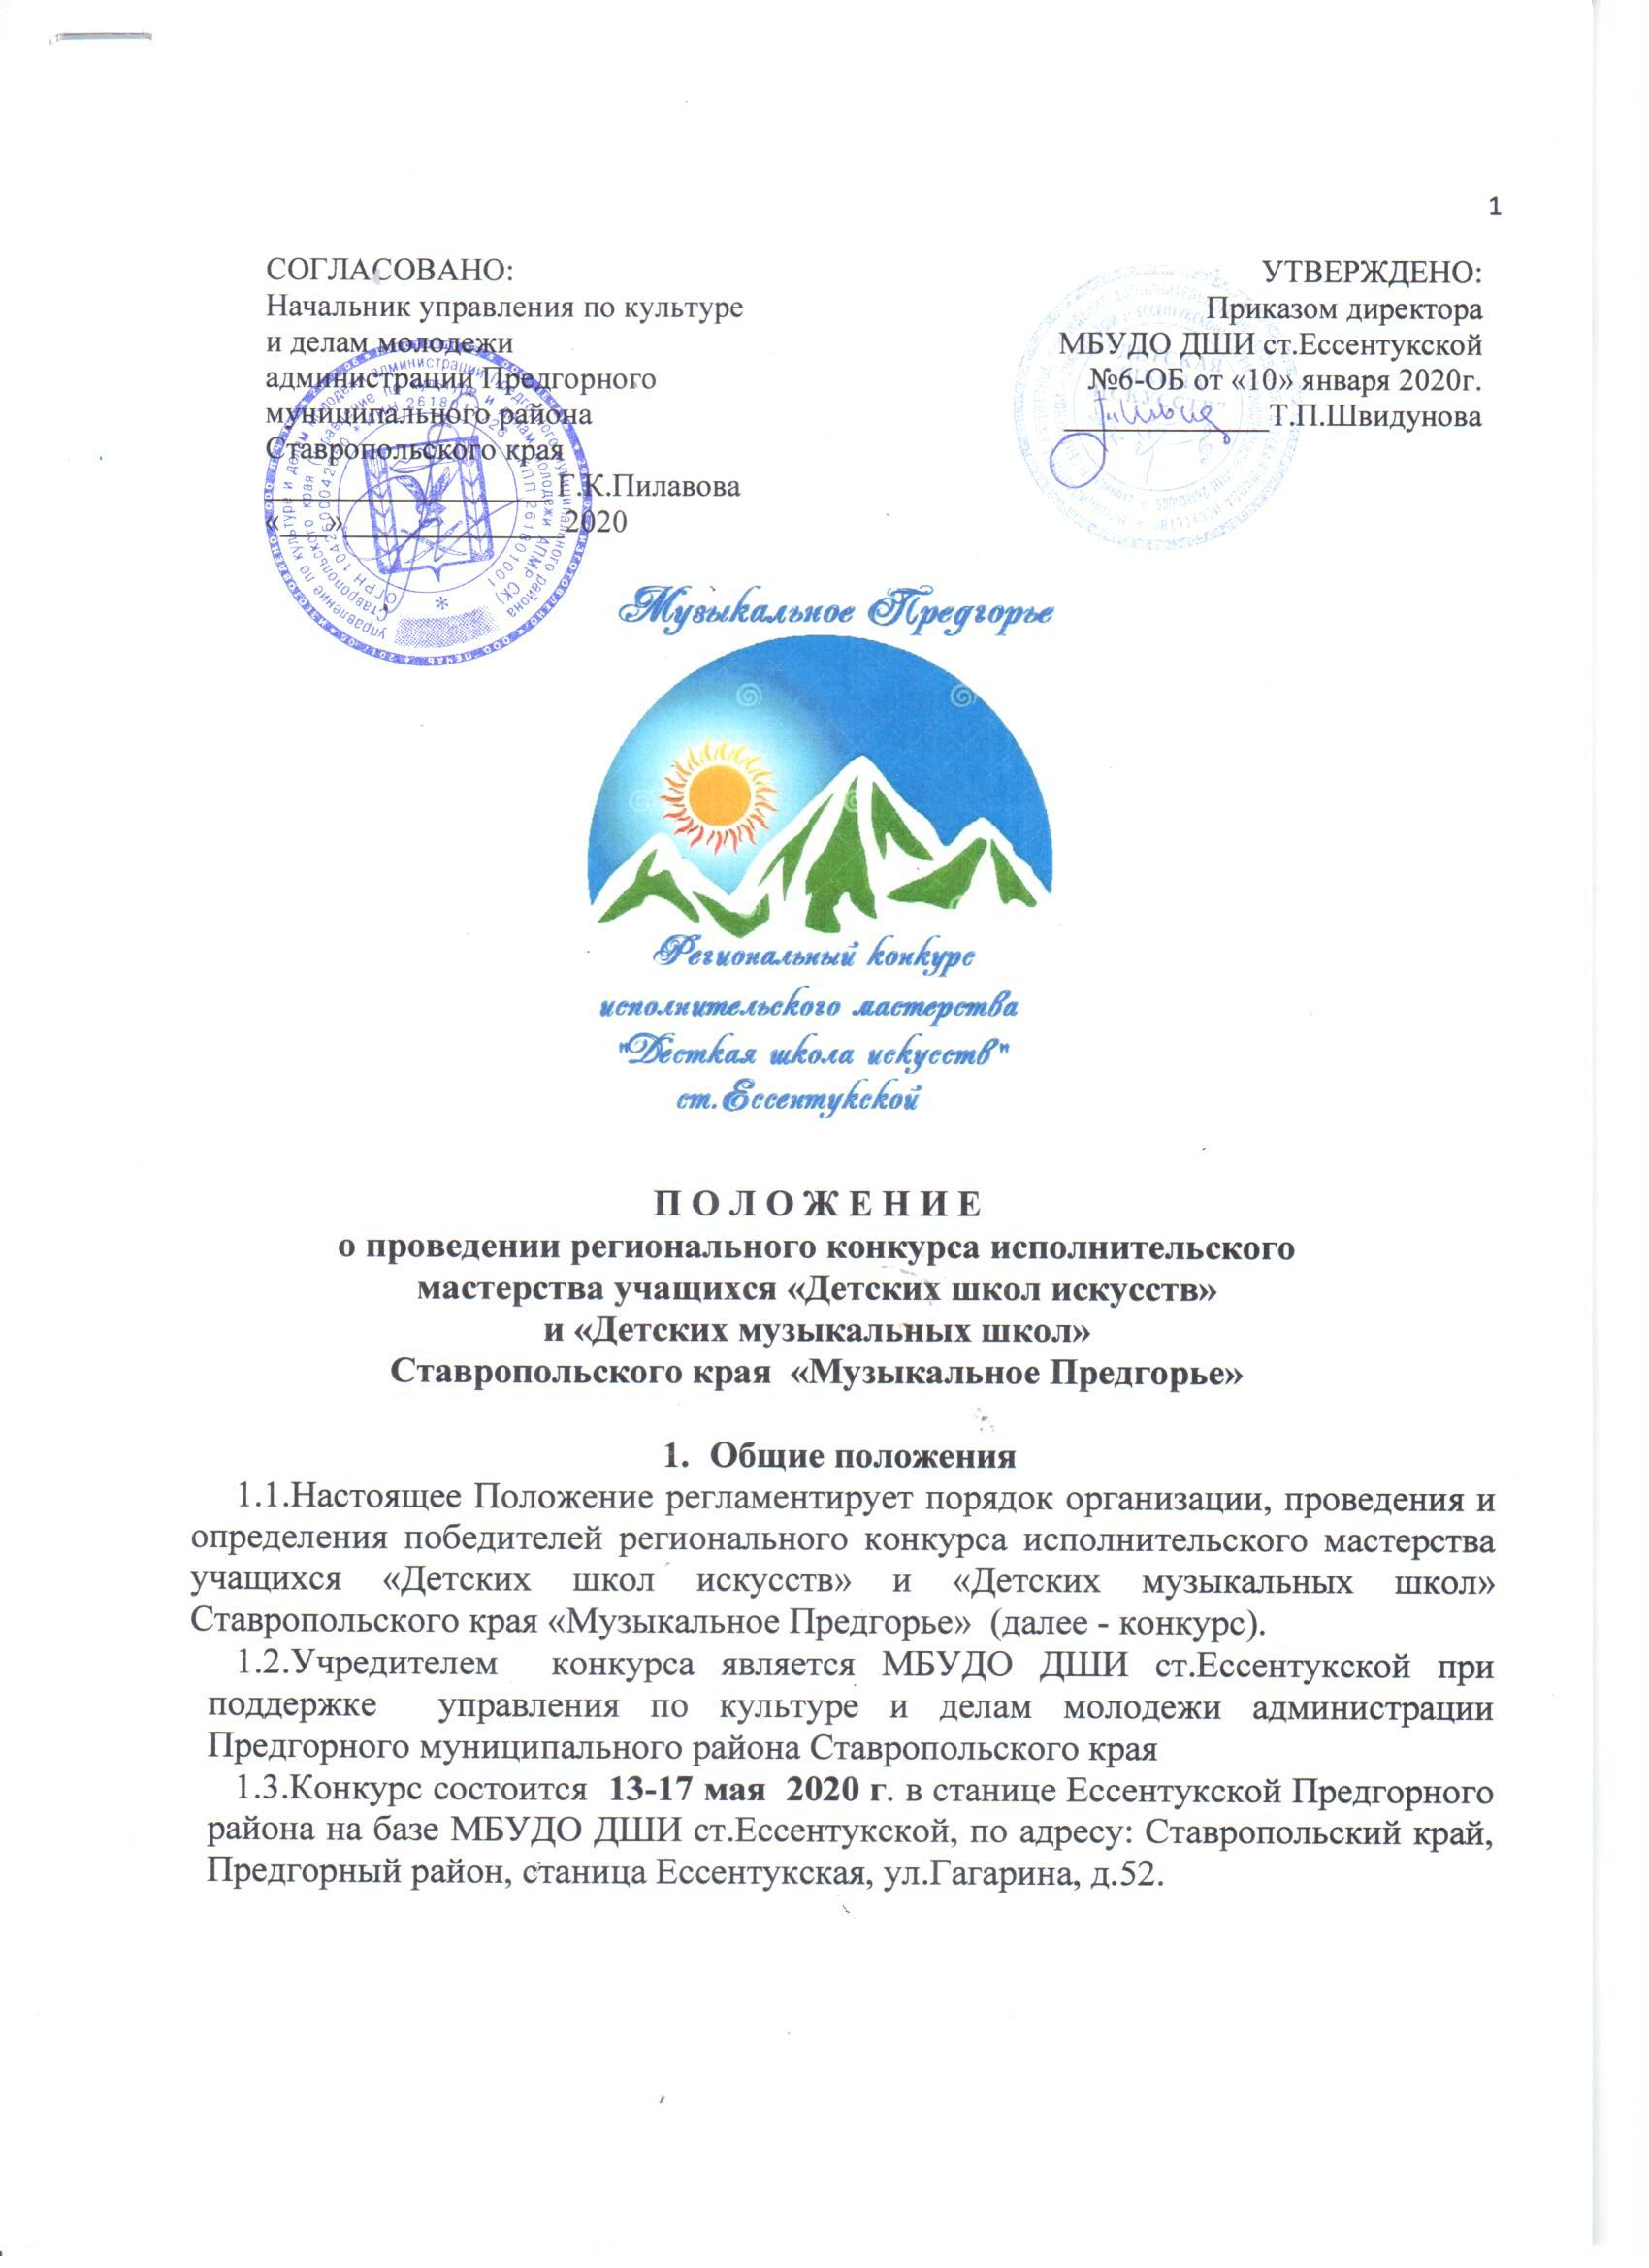 1
СОГЛАСОВАНО:
Начальник управления по культуре
и делам молодежи
администрации Предгорного
муниципального района
Ставропольского края
Г.К.Пилавова
«___»______________2020
УТВЕРЖДЕНО:
Приказом директора
МБУДО ДШИ ст.Ессентукской
№6-ОБ от «10» января 2020г.
_____________Т.П.Швидунова
Музыкальное Предгорье
Региональный конкурс
исполнительского мастерства
"Десткая школа искусств"
ст.Ессентукской
П О Л О Ж Е Н И Е
о проведении регионального конкурса исполнительского
мастерства учащихся «Детских школ искусств»
и «Детских музыкальных школ»
Ставропольского края «Музыкальное Предгорье»
1. Общие положения
1.1.Настоящее Положение регламентирует порядок организации, проведения и
определения победителей регионального конкурса исполнительского мастерства
учащихся «Детских школ искусств» и «Детских музыкальных школ»
Ставропольского края «Музыкальное Предгорье» (далее - конкурс).
1.2.Учредителем конкурса является МБУДО ДШИ ст.Ессентукской при
поддержке управления по культуре и делам молодежи администрации
Предгорного муниципального района Ставропольского края
1.3.Конкурс состоится 13-17 мая 2020 г. в станице Ессентукской Предгорного
района на базе МБУДО ДШИ ст.Ессентукской, по адресу: Ставропольский край,
Предгорный район, станица Ессентукская, ул.Гагарина, д.52.